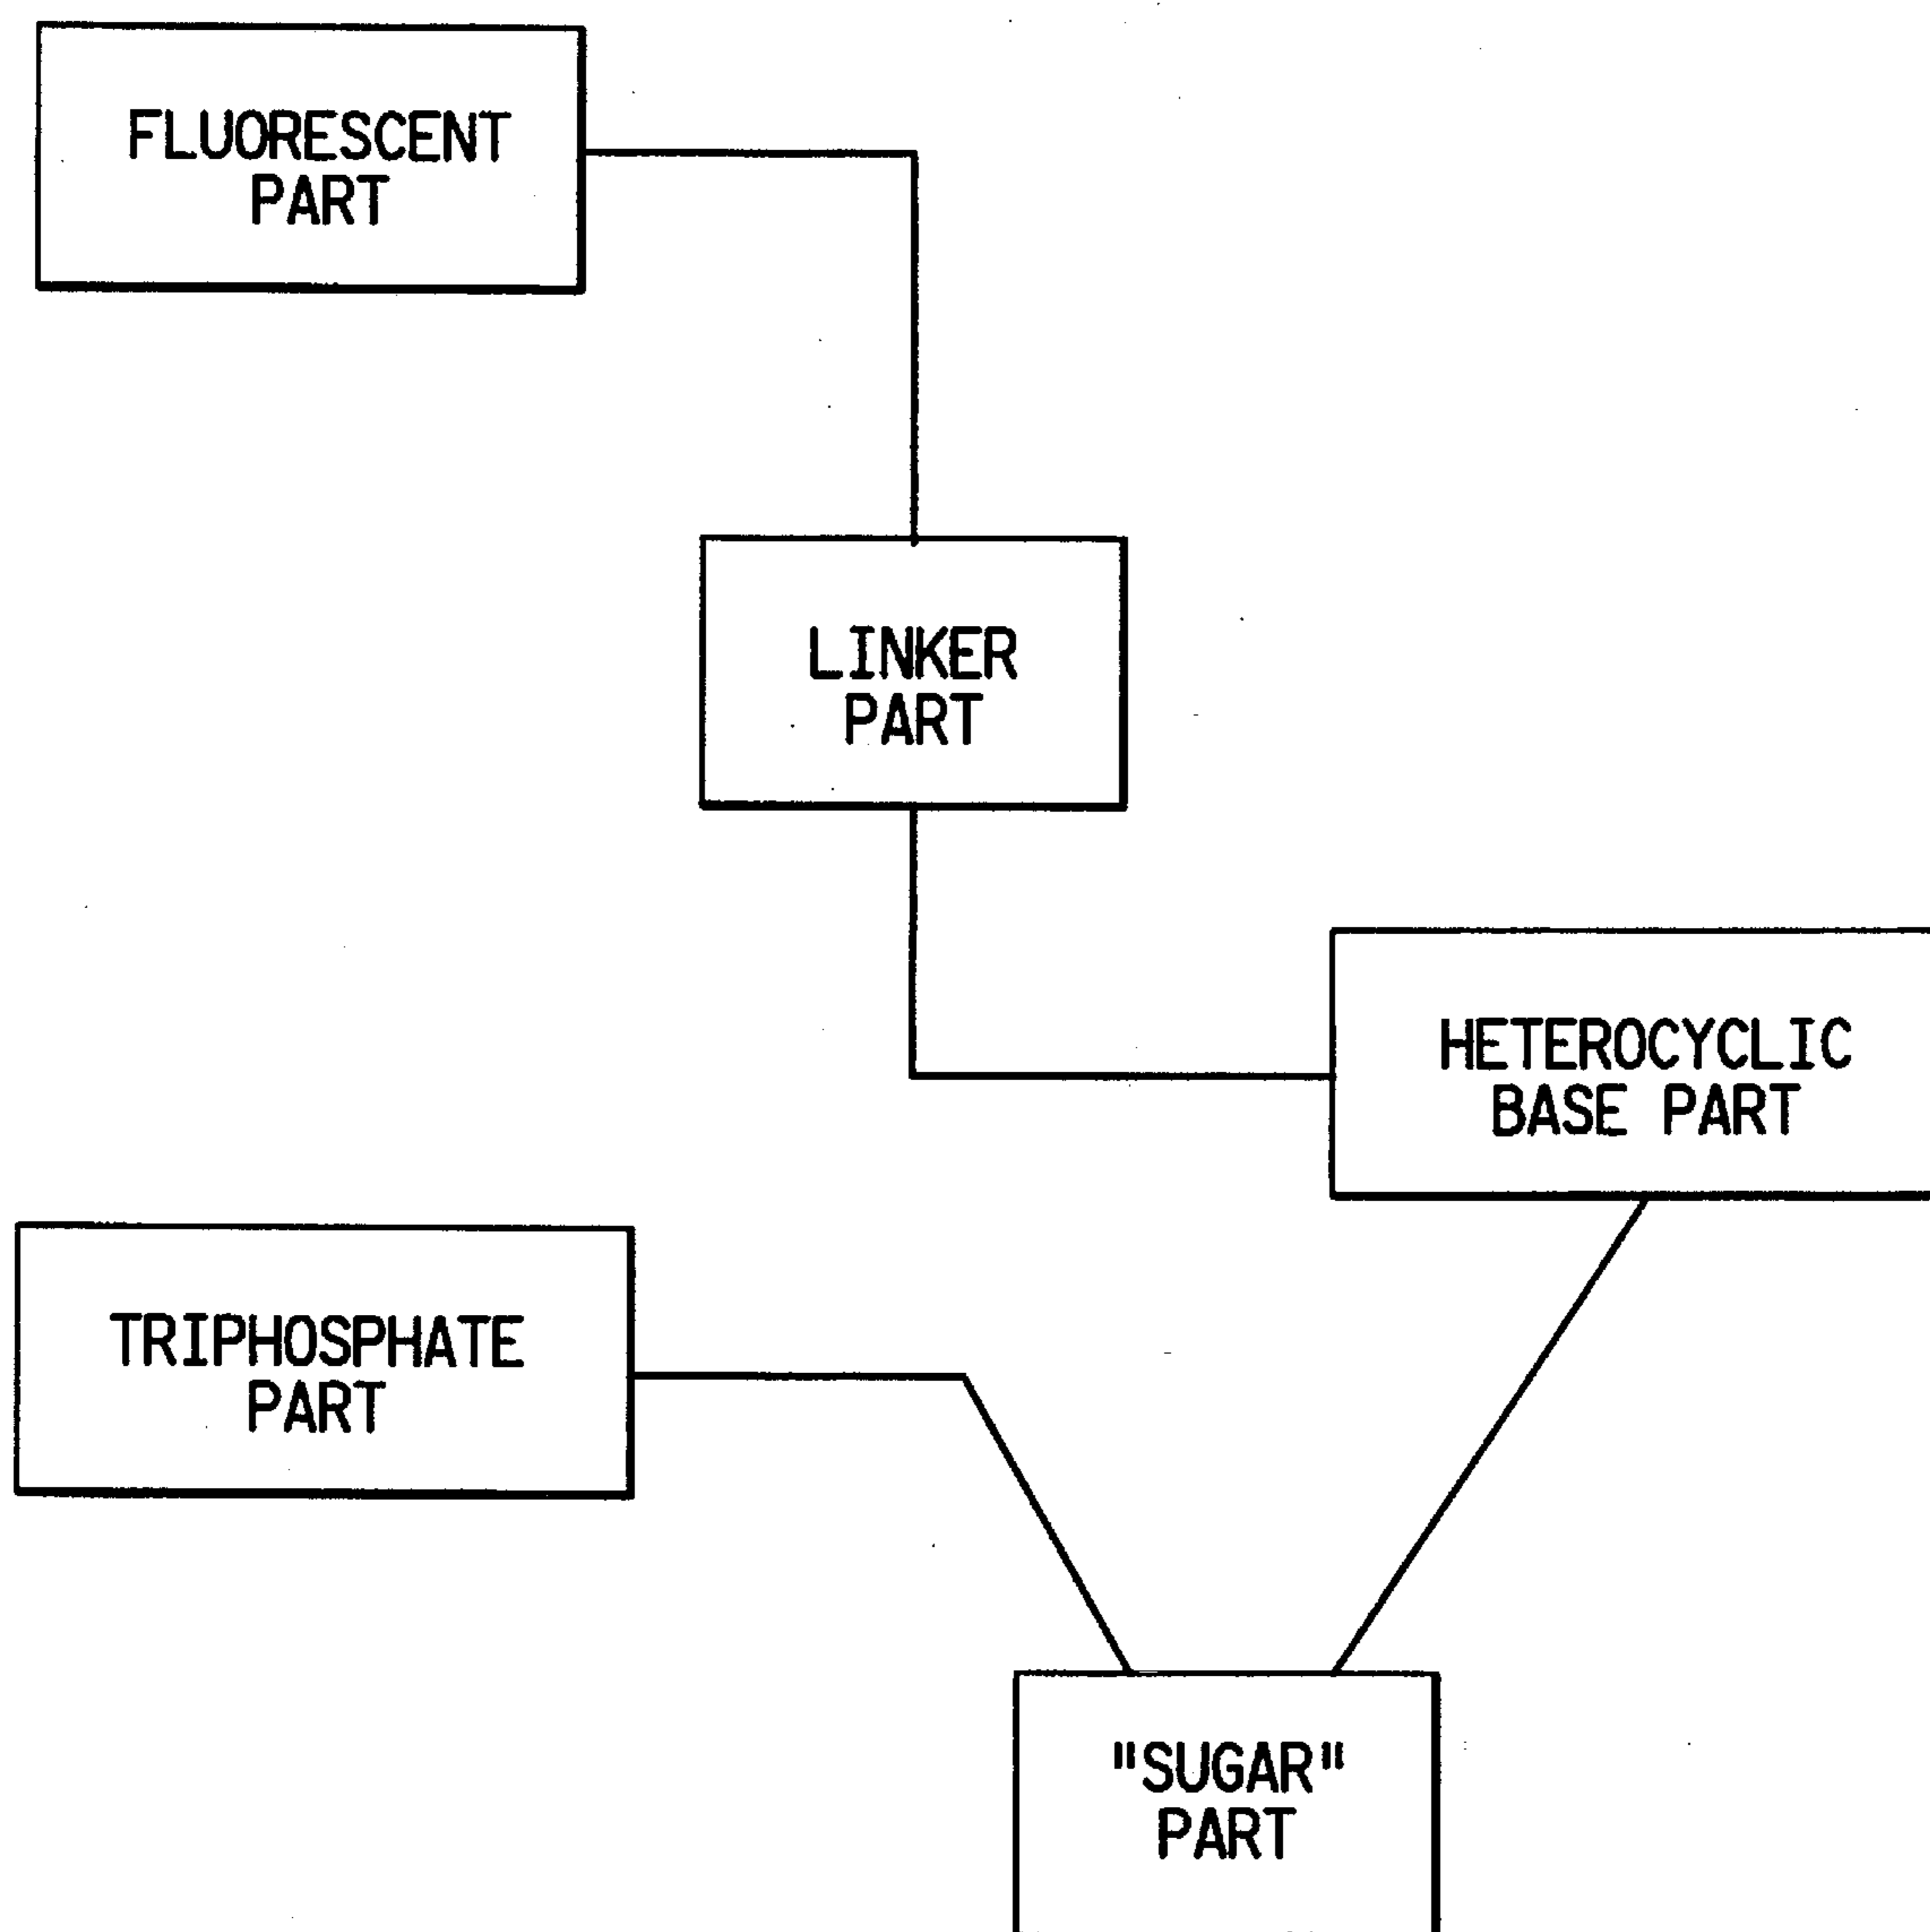 FLUORESCENT
PART
LINKER
PART
HETEROCYCLIC
BASE PART
TRIPHOSPHATE
PART
"SUGAR"
PART